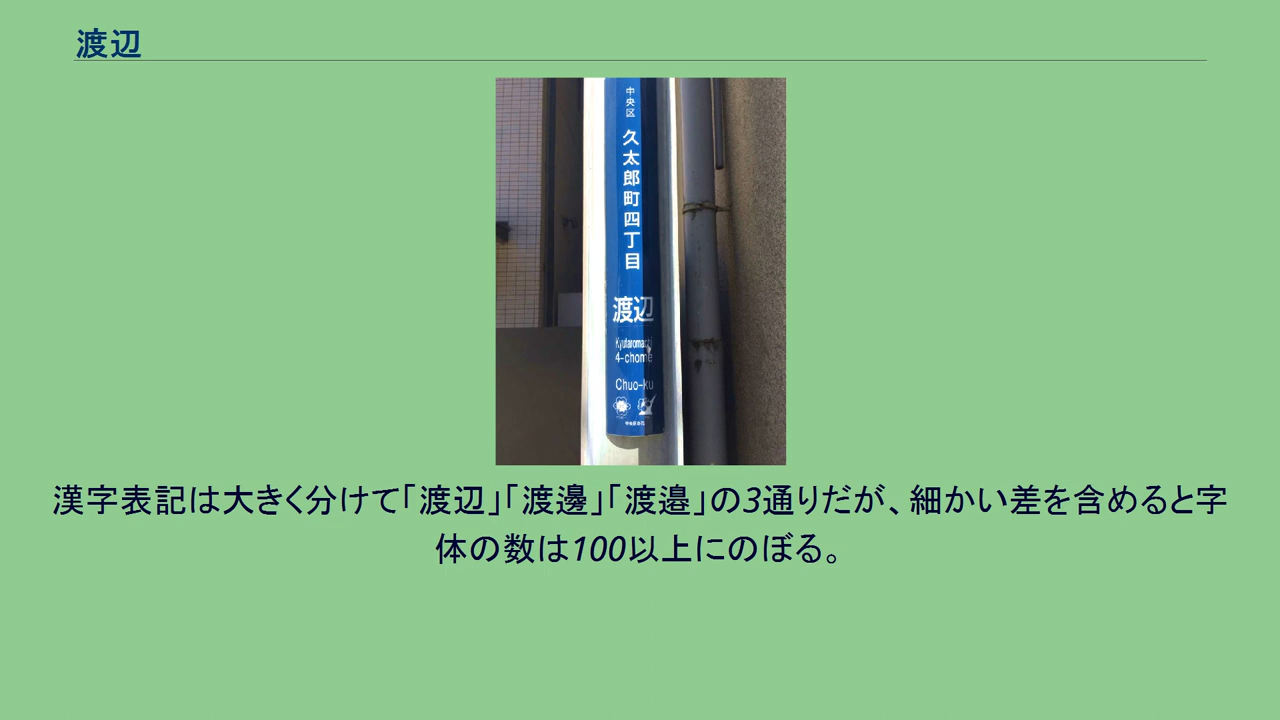 渡辺
中央区
久太郎町四丁目
渡辺
Kyutaromachi
4-chome
Chuo-ku
漢字表記は大きく分けて「渡辺」「渡邊」「渡邉」の3通りだが、細かい差を含めると字
体の数は100以上にのぼる。